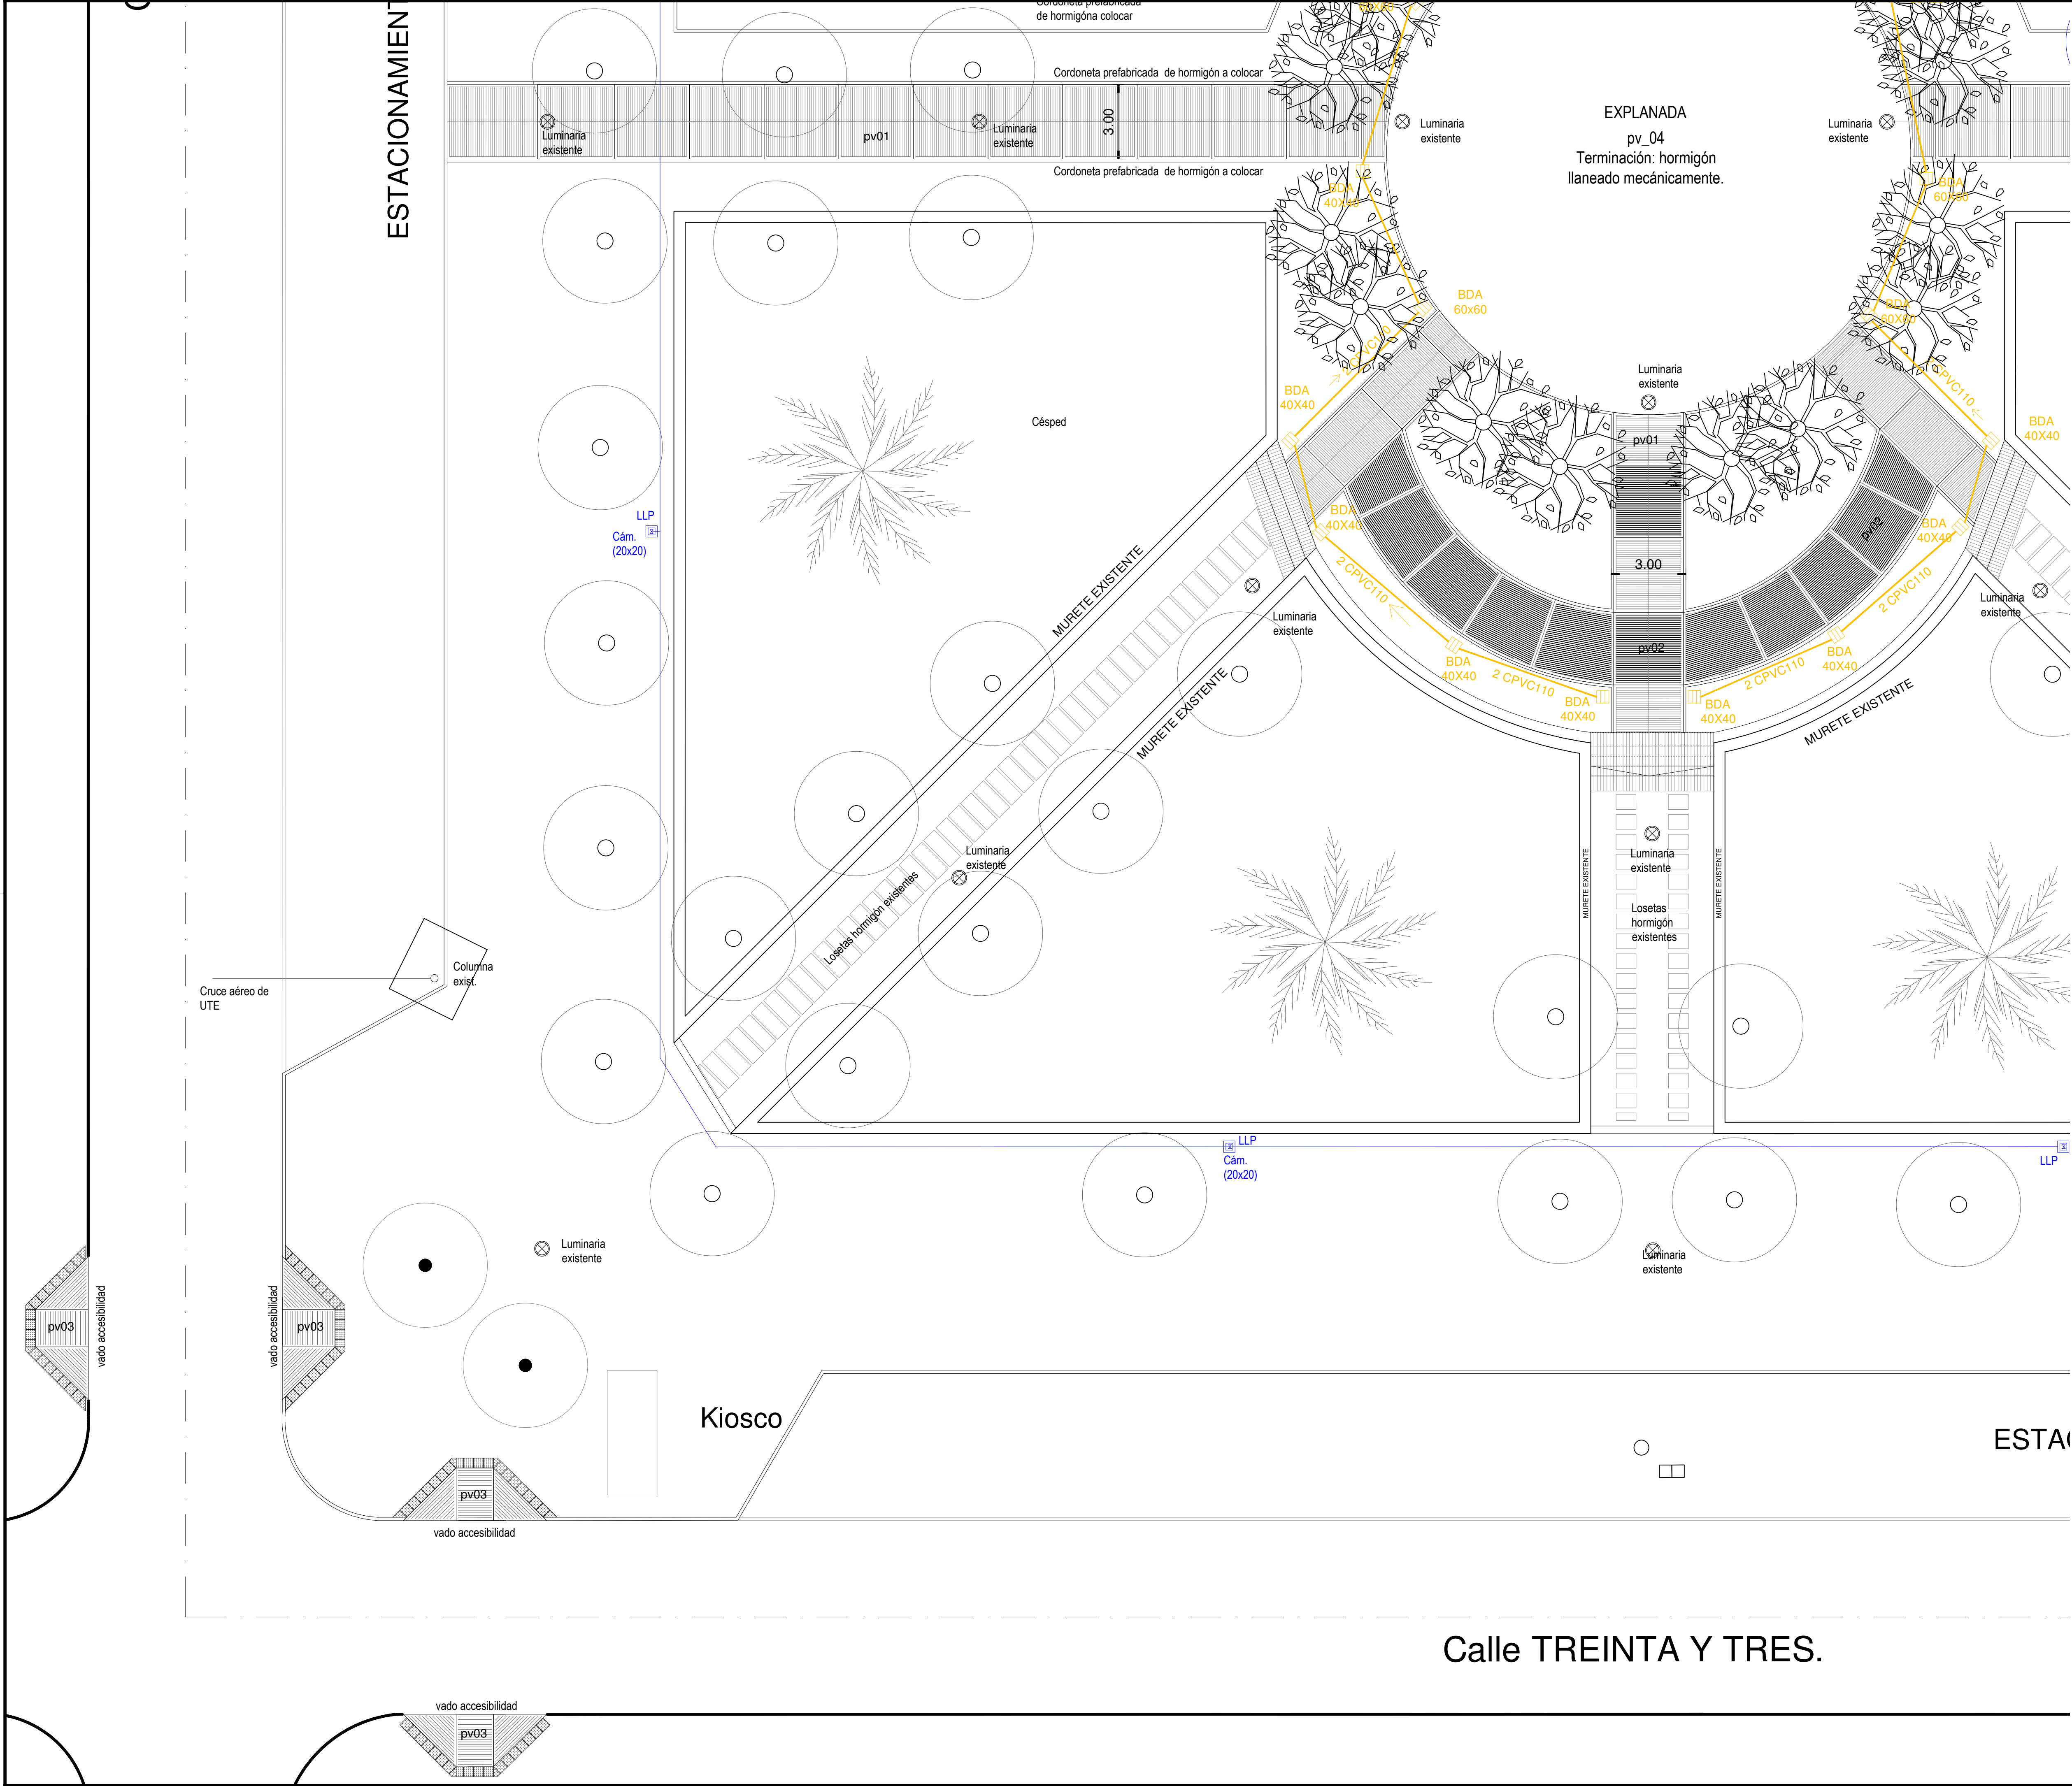 Cordoneta prefabricada
de hormigóna colocar
ESTACIONAMIENT
Cordoneta prefabricada de hormigón a colocar
Luminaria
existente
pv01
Luminaria
existente
3.00
Cordoneta prefabricada de hormigón a colocar
Luminaria
existente
EXPLANADA
pv_04
Terminación: hormigón
llaneado mecánicamente.
Luminaria
existente
BDA
40X40
BDA
60X60
BDA
60x60
BDA
60X60
2 CPVC110
2 CPVC110
Luminaria
existente
BDA
40X40
BDA
40X40
Césped
pv01
LLP
Cám.
(20x20)
BDA
40X40
pv02
BDA
40X40
MURETE EXISTENTE
2 CPVC110
3.00
2 CPVC110
Luminaria
existente
Luminaria
existente
pv02
BDA
40X40
BDA
40X40
2 CPVC110
2 CPVC110
MURETE EXISTENTE
BDA
40X40
BDA
40X40
MURETE EXISTENTE
Luminaria
existente
Losetas hormigón existentes
MURETE EXISTENTE
Luminaria
existente
MURETE EXISTENTE
Losetas
hormigón
existentes
Columna
exist.
Cruce aéreo de
UTE
LLP
Cám.
(20x20)
LLP
Luminaria
existente
Luminaria
existente
pv03
vado accesibilidad
vado accesibilidad
pv03
Kiosco
ESTAC
pv03
vado accesibilidad
Calle TREINTA Y TRES.
vado accesibilidad
pv03